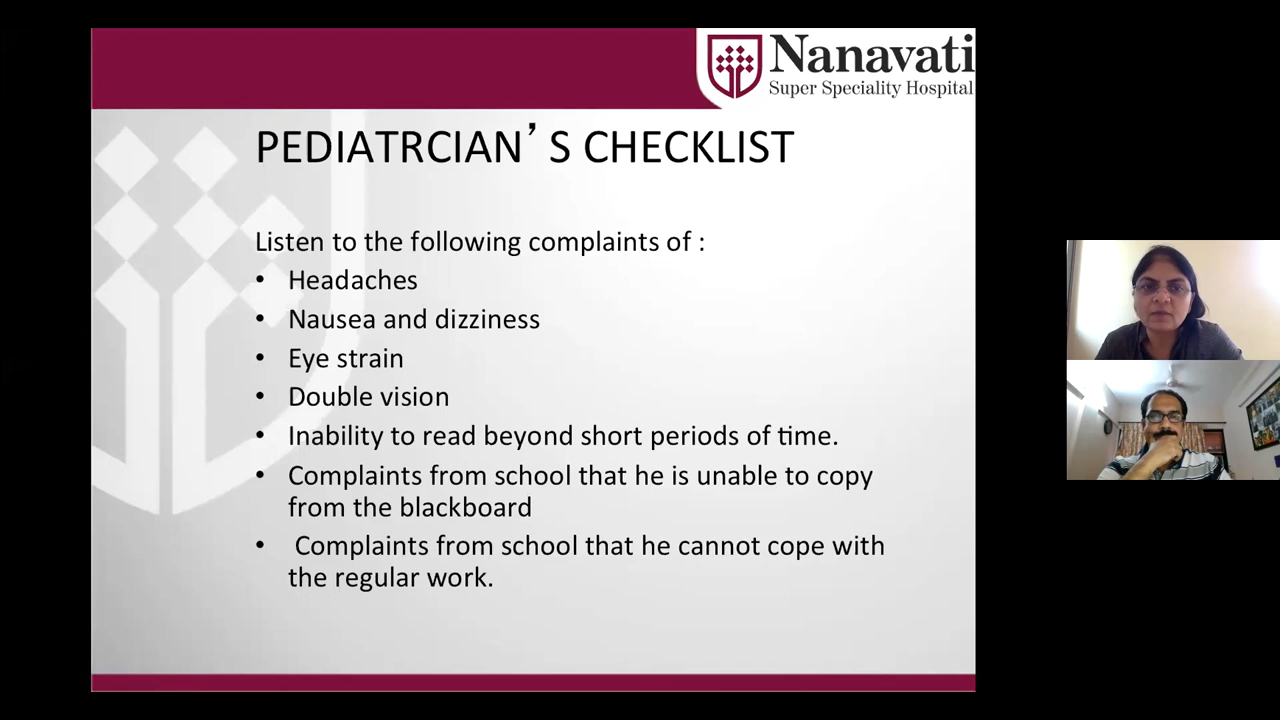 Nanavati
Super Speciality Hospital
PEDIATRCIAN’S CHECKLIST
Listen to the following complaints of :
• Headaches
• Nausea and dizziness
• Eye strain
• Double vision
• Inability to read beyond short periods of time.
• Complaints from school that he is unable to copy
from the blackboard
• Complaints from school that he cannot cope with
the regular work.